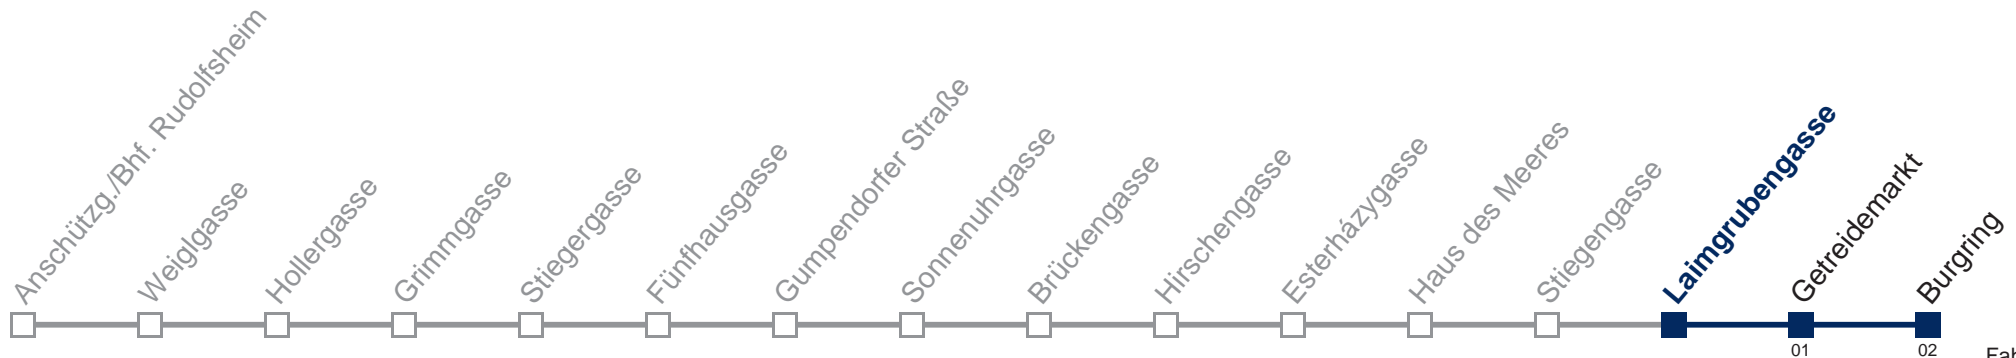 Anschützg./Bhf. Rudolfsheim
Weiglgasse
Hollergasse
Grimmgasse
Stiegergasse
Fünfhausgasse
Gumpendorfer Straße
Sonnenuhrgasse
Brückengasse
Hirschengasse
Esterházygasse
Haus des Meeres
Stiegengasse
Laimgrubengasse
Getreidemarkt
Burgring
01
02